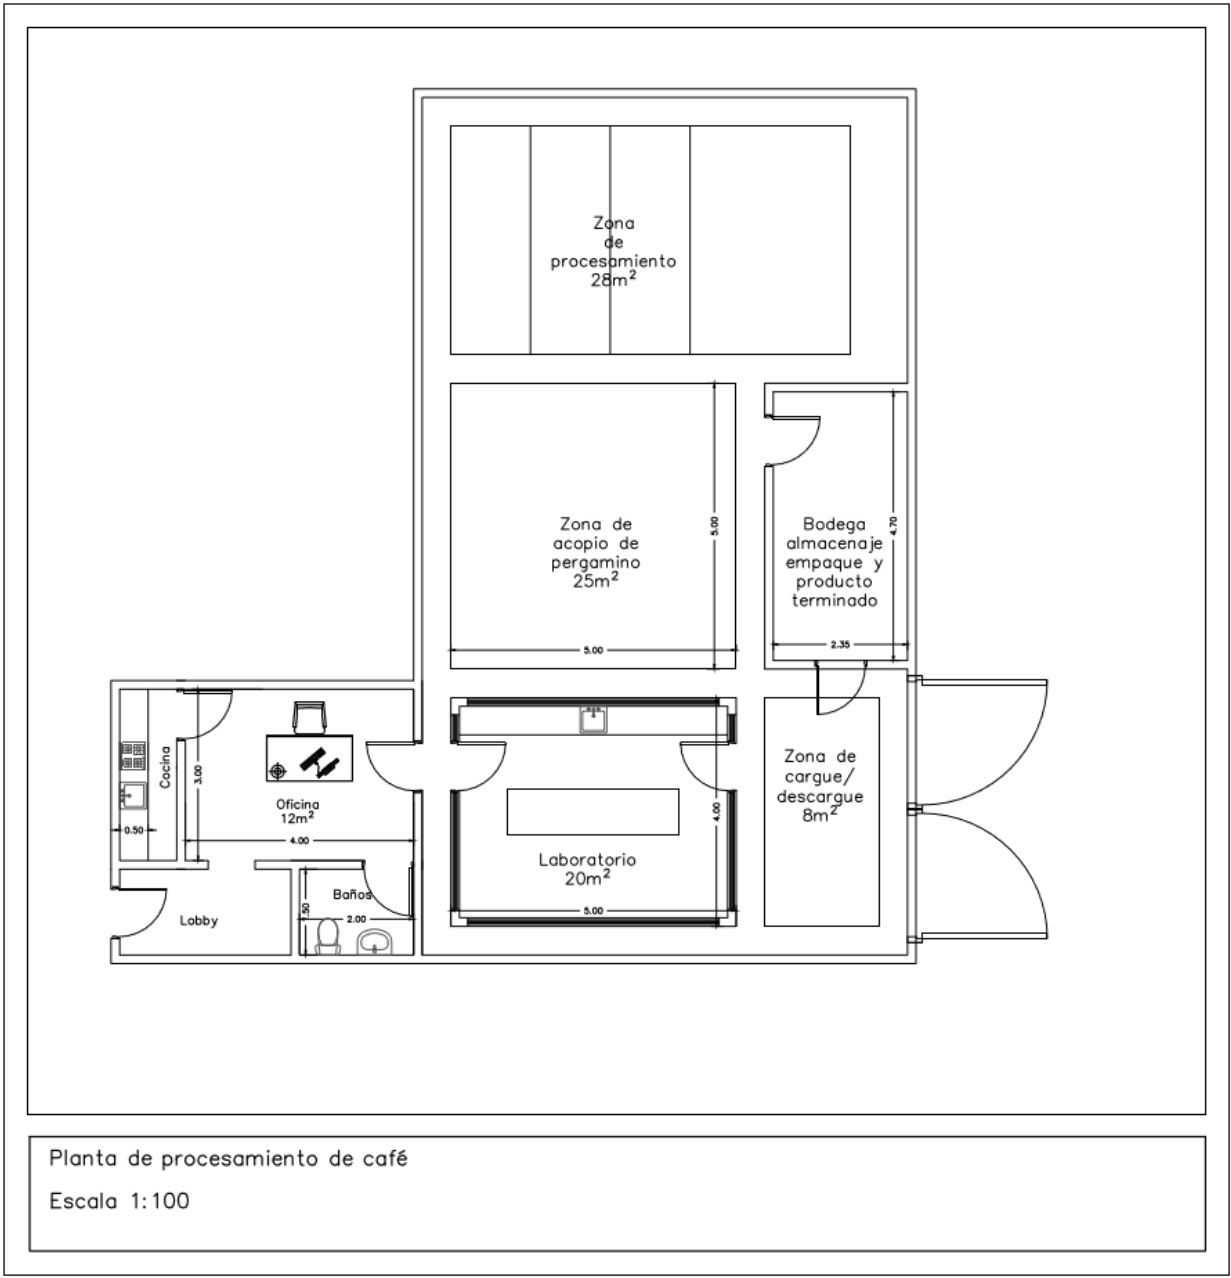 Zona
de
procesamiento
28m²
5.00
Zona de
acopio de
pergamino
25m²
5.00
Bodega
almacenaje
empaque y
producto
terminado
4.70
2.35
Cocina
3.00
0.50
Oficina
12m²
4.00
Lobby
Baños
.50
2.00
4.00
Laboratorio
20m²
5.00
Zona de
cargue/
descargue
8m²
Planta de procesamiento de café
Escala 1:100